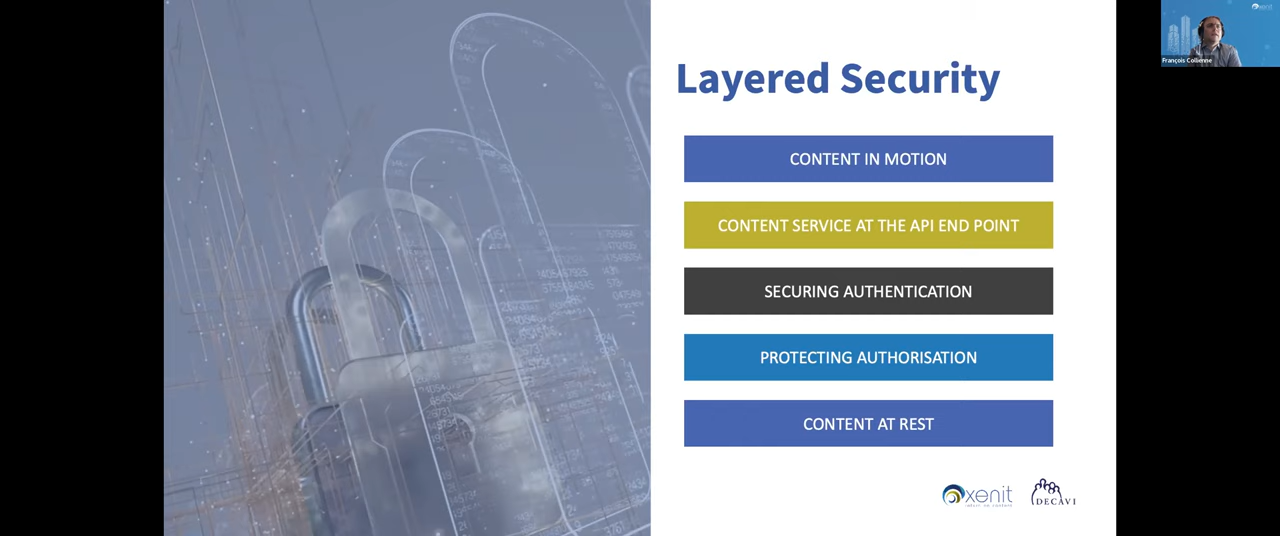 Layered Security
CONTENT IN MOTION
CONTENT SERVICE AT THE API END POINT
SECURING AUTHENTICATION
PROTECTING AUTHORISATION
CONTENT AT REST
xenit
DECAVI
xenit
François Collienne